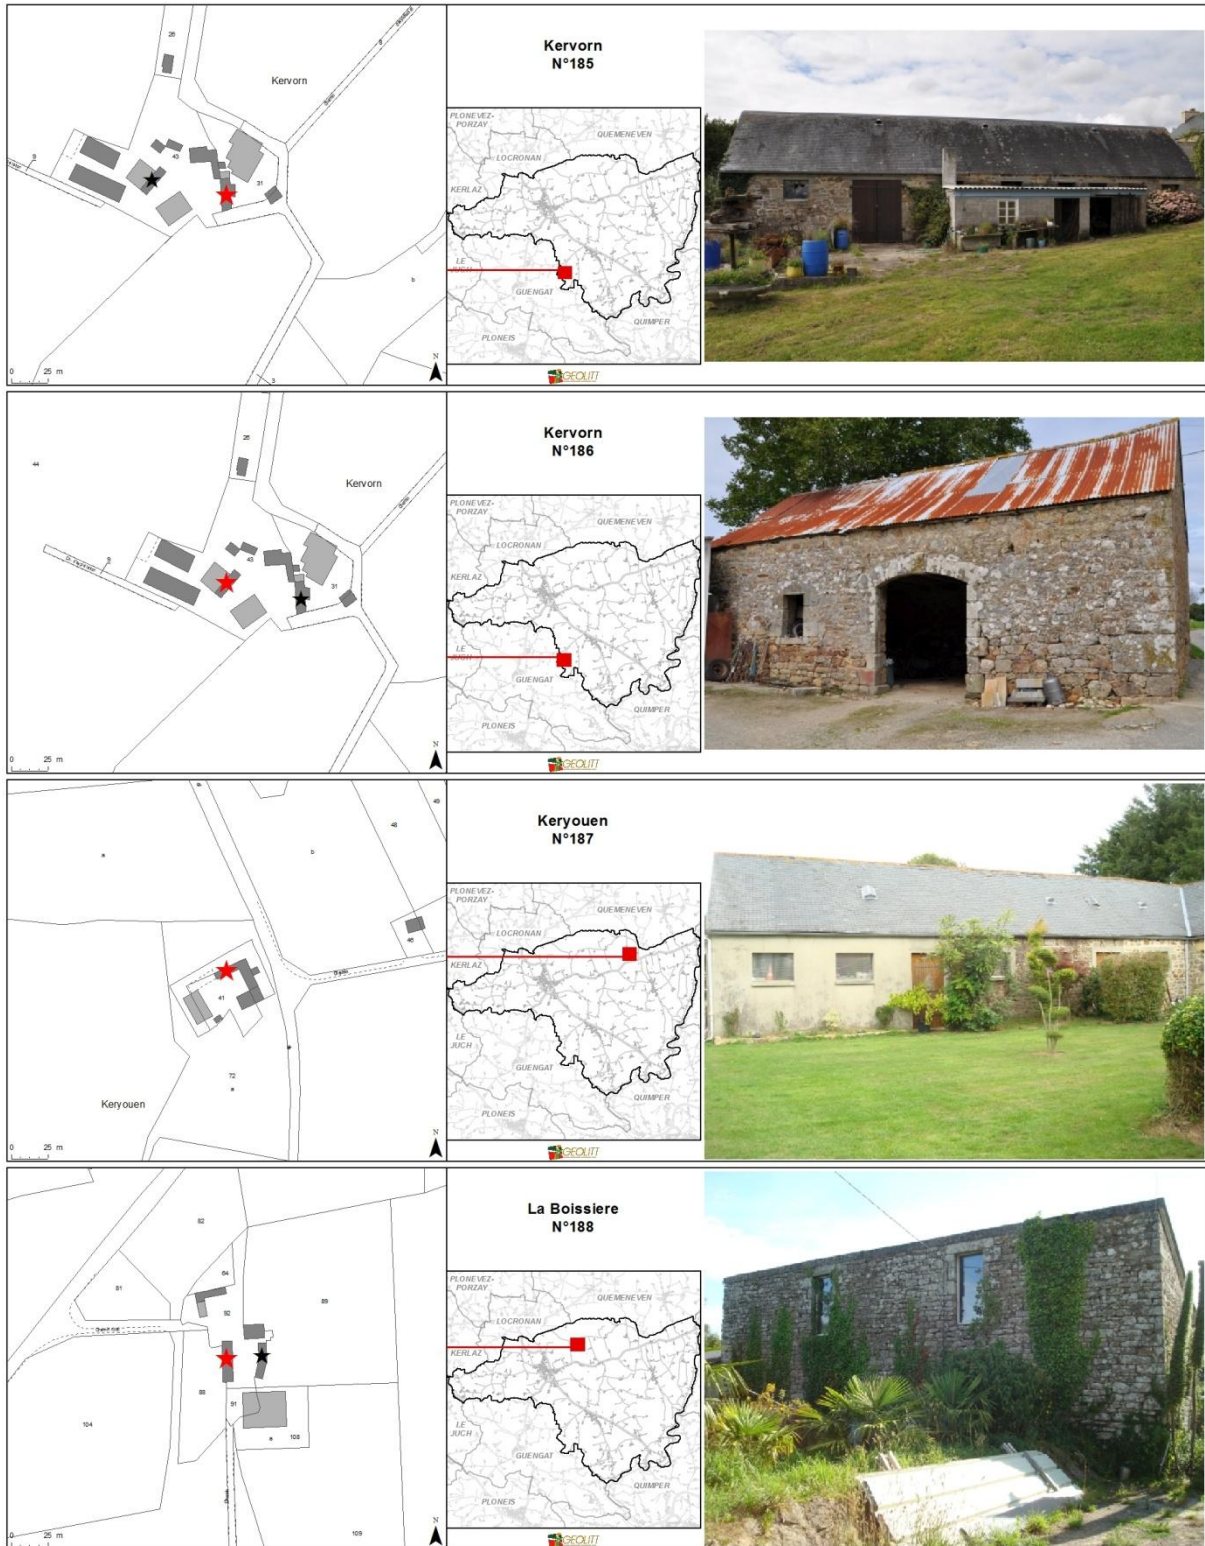 26
Kervorn
9
43
31
b
3
0 25 m
N
Kervorn
N°185
PLONEVEZ-
PORZAY
QUEMENEVEN
LOCRONAN
KERLAZ
LE
JUCH
GUENGAT
QUIMPER
PLONEIS
GEOLITT
26
44
Kervorn
9
43
31
0 25 m
N
Kervorn
N°186
PLONEVEZ-
PORZAY
QUEMENEVEN
LOCRONAN
KERLAZ
LE
JUCH
GUENGAT
QUIMPER
PLONEIS
GEOLITT
49
48
a
b
46
41
72
a
Keryouen
0 25 m
N
Keryouen
N°187
PLONEVEZ-
PORZAY
QUEMENEVEN
LOCRONAN
KERLAZ
LE
JUCH
GUENGAT
QUIMPER
PLONEIS
GEOLITT
82
81
64
89
92
88
91
104
a 108
109
0 25 m
N
La Boissiere
N°188
PLONEVEZ-
PORZAY
QUEMENEVEN
LOCRONAN
KERLAZ
LE
JUCH
GUENGAT
QUIMPER
PLONEIS
GEOLITT